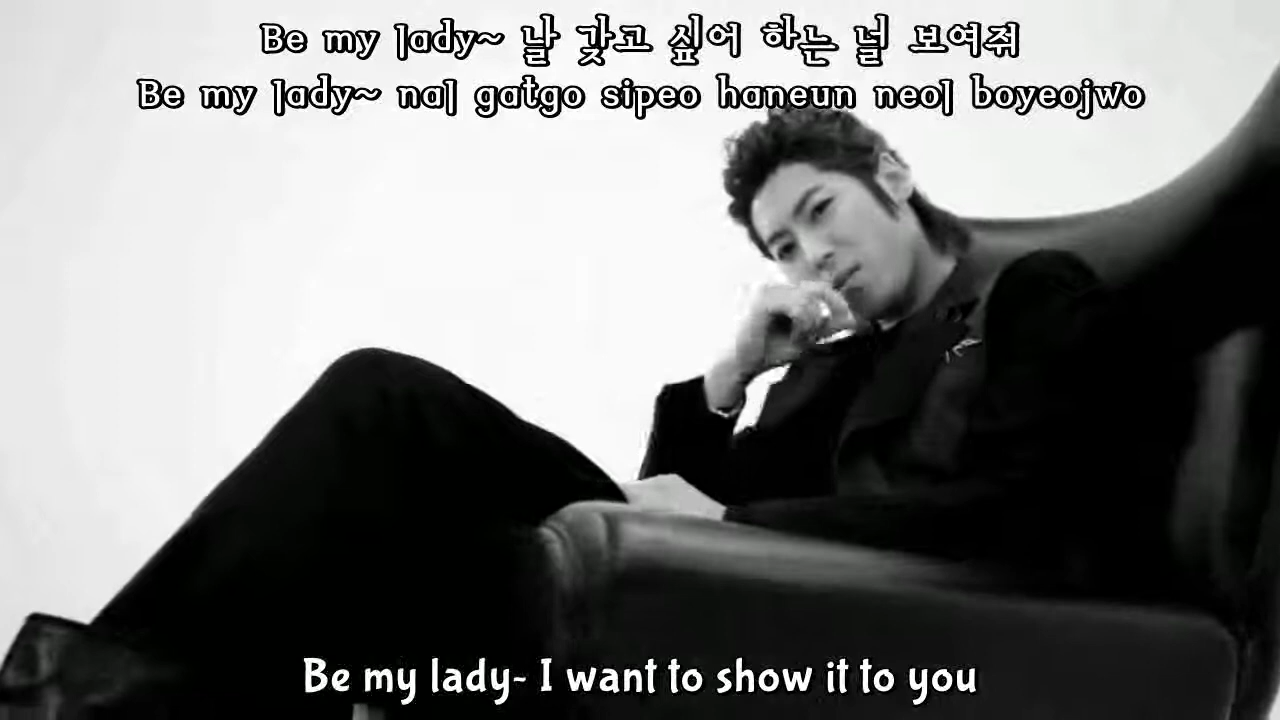 Be my lady~ 날 갖고 싶어 하는 널 보여줘
Be my lady~ nal gatgo sipeo haneun neol boyeojwo
Be my lady- I want to show it to you